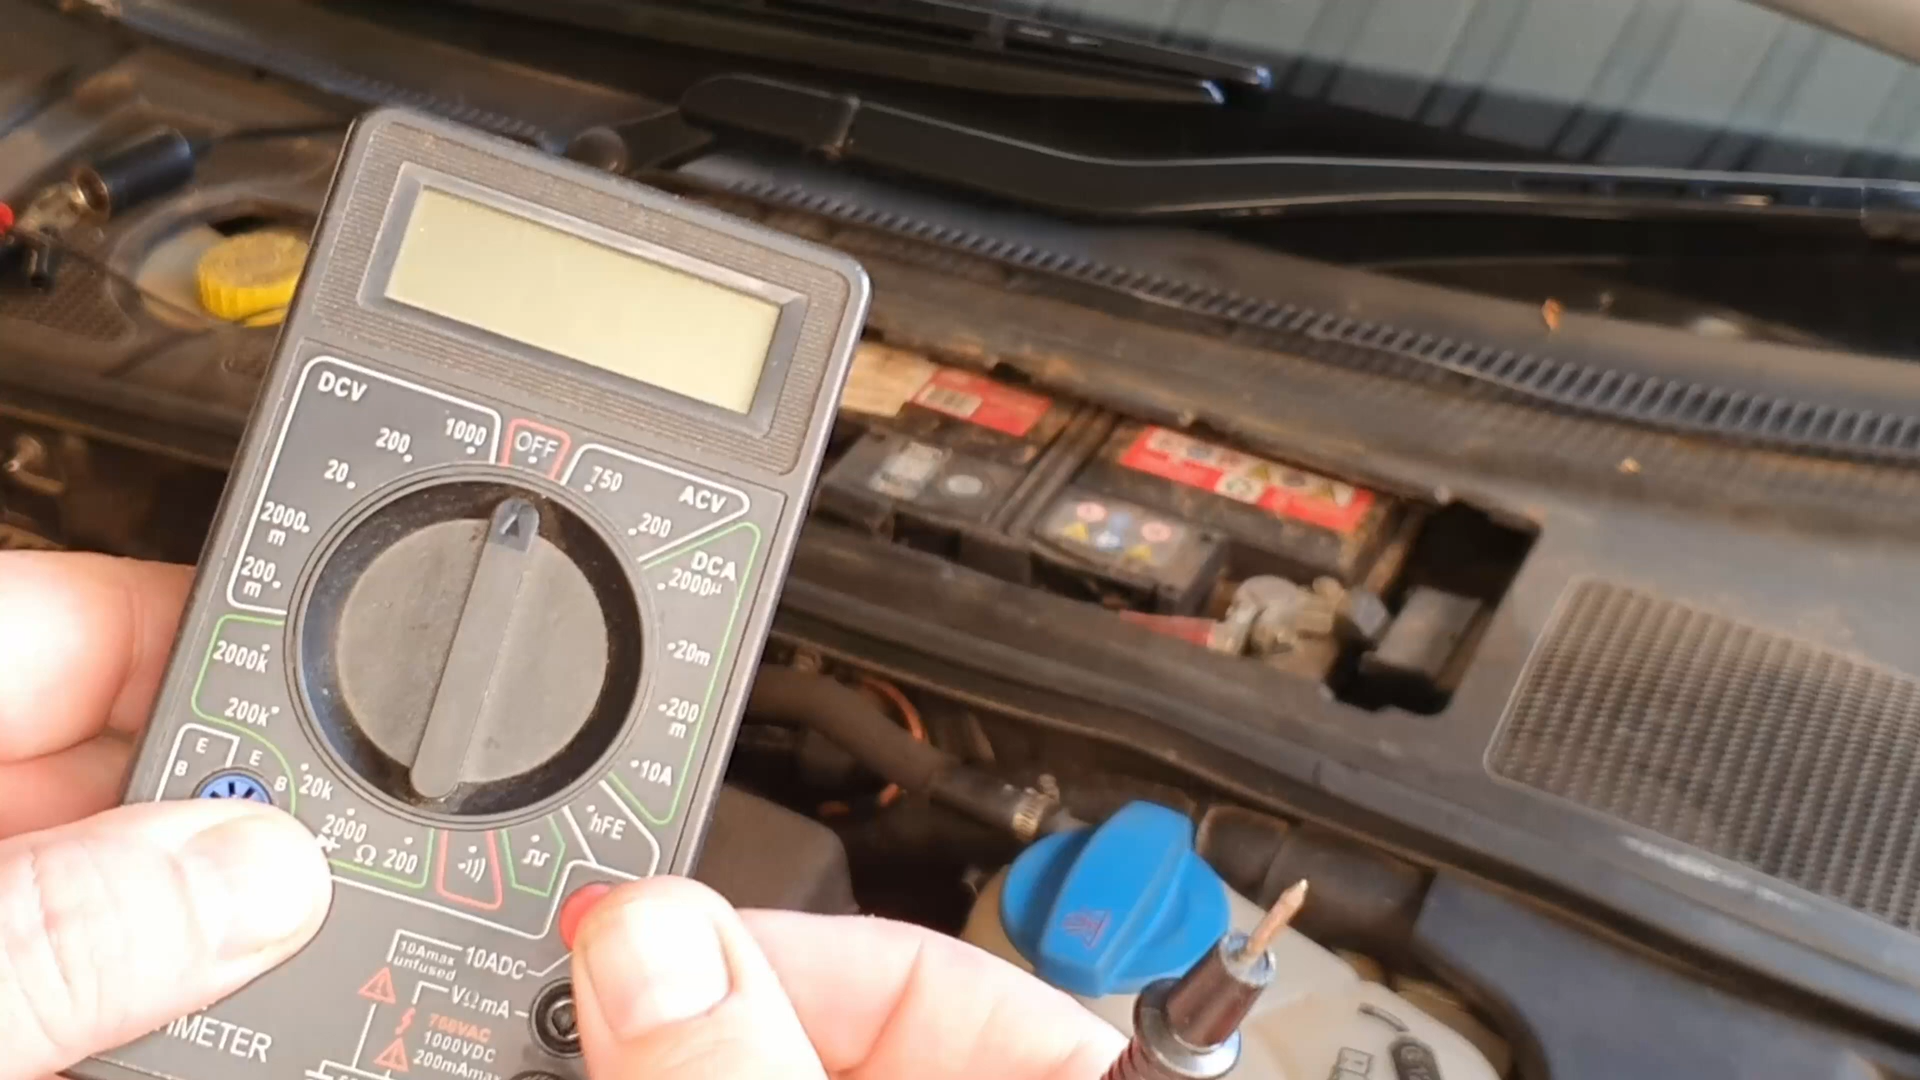 DCV
1000
OFF
750
ACV
200
20
200
2000
m
200
m
DCA
2000µ
20m
200
m
10A
2000k
200k
20k
2000
Ω 200
hFE
E
B
E
B
10Amax
unfused
10ADC
VΩmA
750VAC
1000VDC
200mAmax